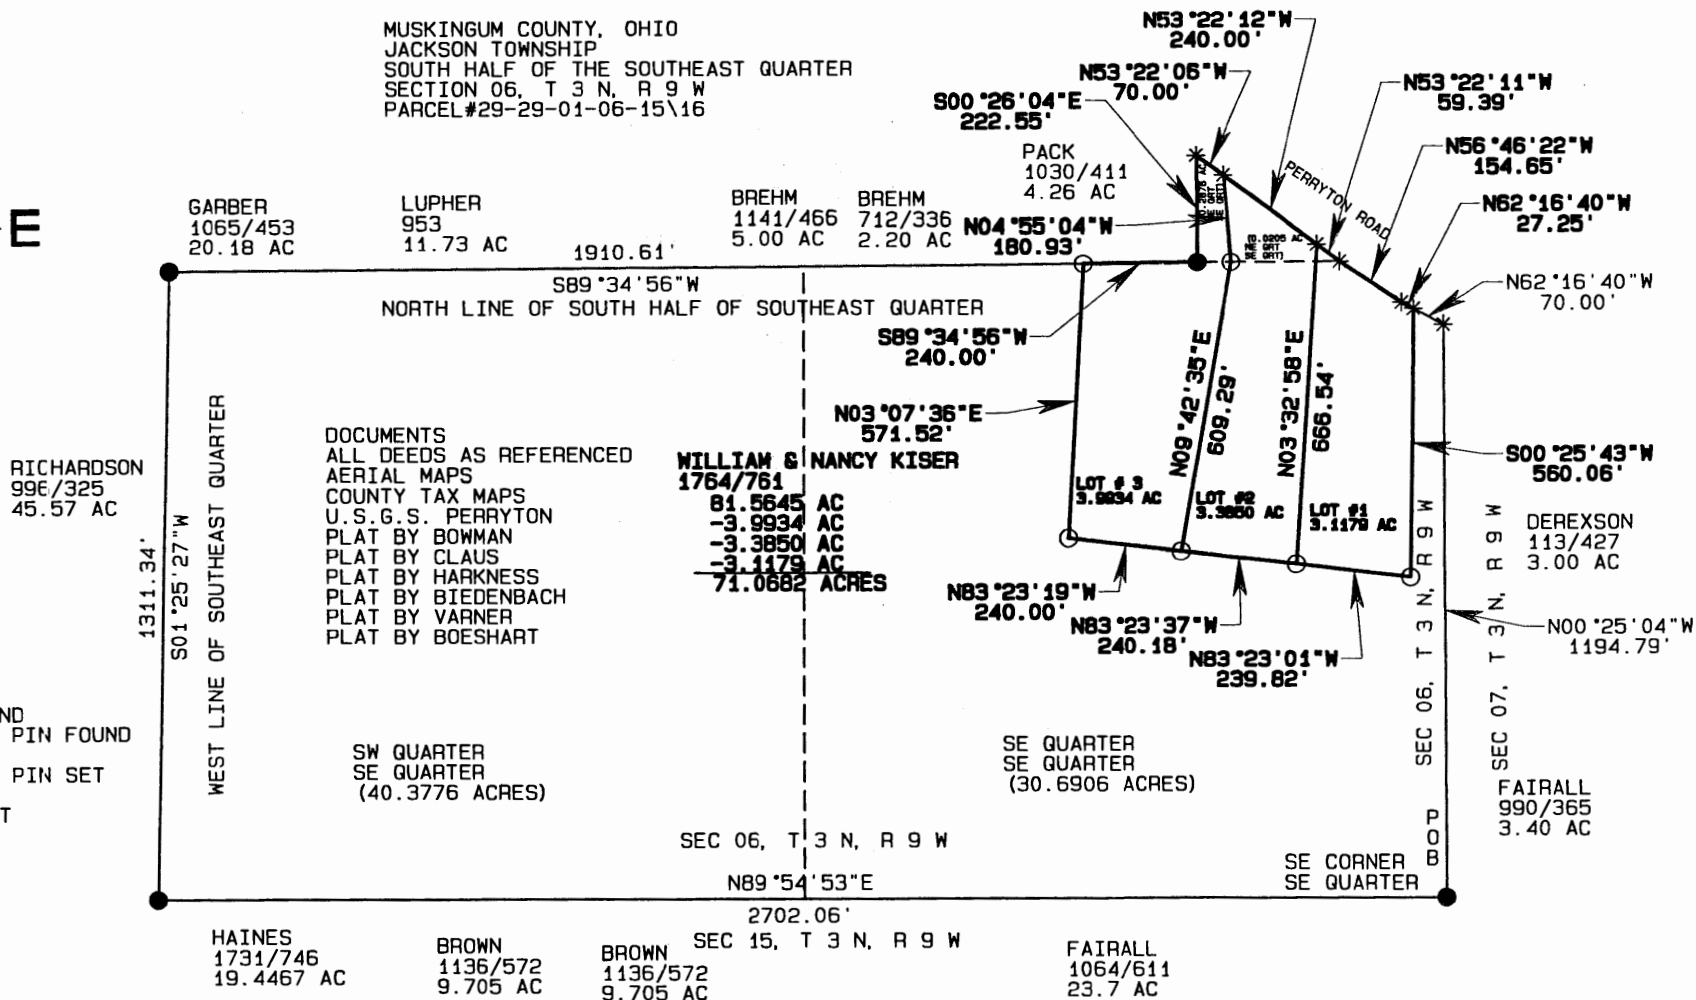 MUSKINGUM COUNTY, OHIO
JACKSON TOWNSHIP
SOUTH HALF OF THE SOUTHEAST QUARTER
SECTION 06, T 3 N, R 9 W
PARCEL#29-29-01-06-15\16
N53°22'12"W
240.00'
N53°22'06"W
70.00'
S00°26'04"E
222.55'
N53°22'11"W
59.39'
N56°46'22"W
154.65'
N62°16'40"W
27.25'
N62°16'40"W
70.00'
PERRYTON ROAD
PACK
1030/411
4.26 AC
N04°55'04"W
180.93'
(0.0205 AC
NE QRT
SE QRT)
E
GARBER
1065/453
20.18 AC
LUPHER
953
11.73 AC
BREHM
1141/466
5.00 AC
BREHM
712/336
2.20 AC
1910.61'
S89°34'56"W
NORTH LINE OF SOUTH HALF OF SOUTHEAST QUARTER
S89°34'56"W
240.00'
N03°07'36"E
571.52'
N09°42'35"E
609.29'
N03°32'58"E
666.54'
S00°25'43"W
560.06'
LOT # 3
3.9934 AC
LOT #2
3.3850 AC
LOT #1
3.1179 AC
RICHARDSON
996/325
45.57 AC
1311.34'
S01°25'27"W
WEST LINE OF SOUTHEAST QUARTER
DOCUMENTS
ALL DEEDS AS REFERENCED
AERIAL MAPS
COUNTY TAX MAPS
U.S.G.S. PERRYTON
PLAT BY BOWMAN
PLAT BY CLAUS
PLAT BY HARKNESS
PLAT BY BIEDENBACH
PLAT BY VARNER
PLAT BY BOESHART
WILLIAM & NANCY KISER
1764/761
81.5645 AC
-3.9934 AC
-3.3850 AC
-3.1179 AC
71.0682 ACRES
N83°23'19"W
240.00'
N83°23'37"W
240.18'
N83°23'01"W
239.82'
SEC 06, T 3 N, R 9 W
SEC 07, T 3 N, R 9 W
DEREXSON
113/427
3.00 AC
N00°25'04"W
1194.79'
ND
PIN FOUND
PIN SET
T
SW QUARTER
SE QUARTER
(40.3776 ACRES)
SE QUARTER
SE QUARTER
(30.6906 ACRES)
FAIRALL
990/365
3.40 AC
POB
SEC 06, T 3 N, R 9 W
SE CORNER
SE QUARTER
N89°54'53"E
2702.06'
SEC 15, T 3 N, R 9 W
HAINES
1731/746
19.4467 AC
BROWN
1136/572
9.705 AC
BROWN
1136/572
9.705 AC
FAIRALL
1064/611
23.7 AC